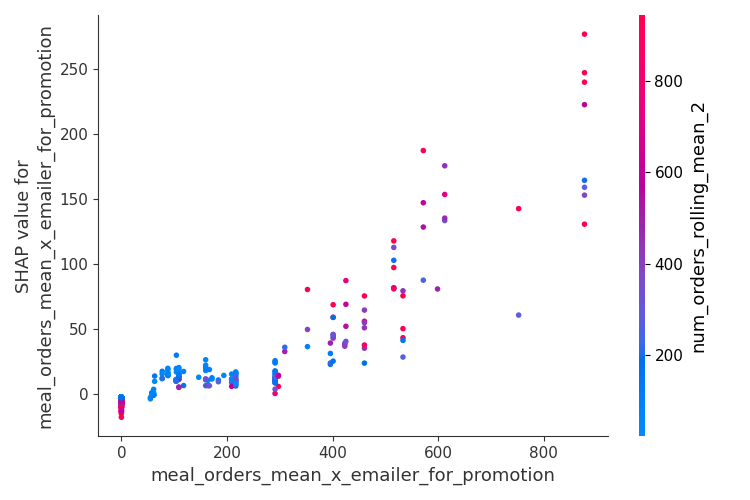 SHAP value for
meal_orders_mean_x_emailer_for_promotion
250
200
150
100
50
0
0 200 400 600 800
meal_orders_mean_x_emailer_for_promotion
800
600
400
200
num_orders_rolling_mean_2